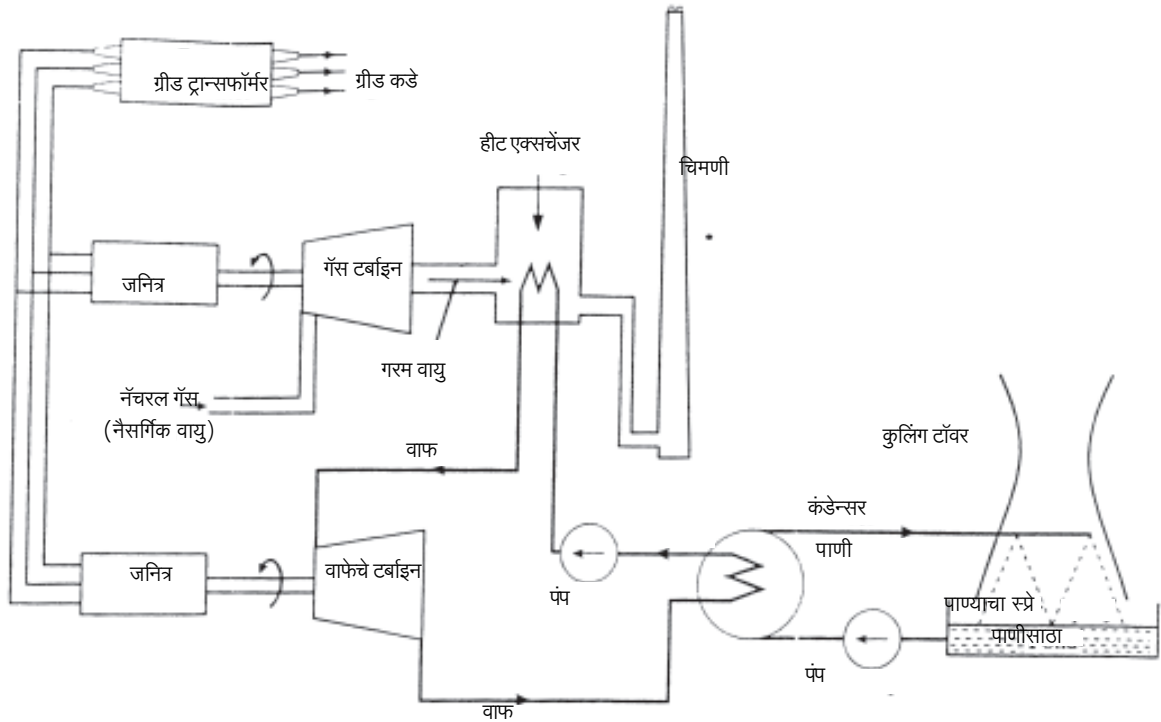 ग्रीड ट्रान्सफॉर्मर
ग्रीड कडे
हीट एक्सचेंजर
चिमणी
गॅस टर्बाइन
जनित्र
गरम वायु
नॅचरल गॅस
(नैसर्गिक वायु)
कुलिंग टॉवर
वाफ
कंडेन्सर
पाणी
जनित्र
वाफेचे टर्बाइन
पंप
पाण्याचा स्प्रे
पाणीसाठा
पंप
वाफ